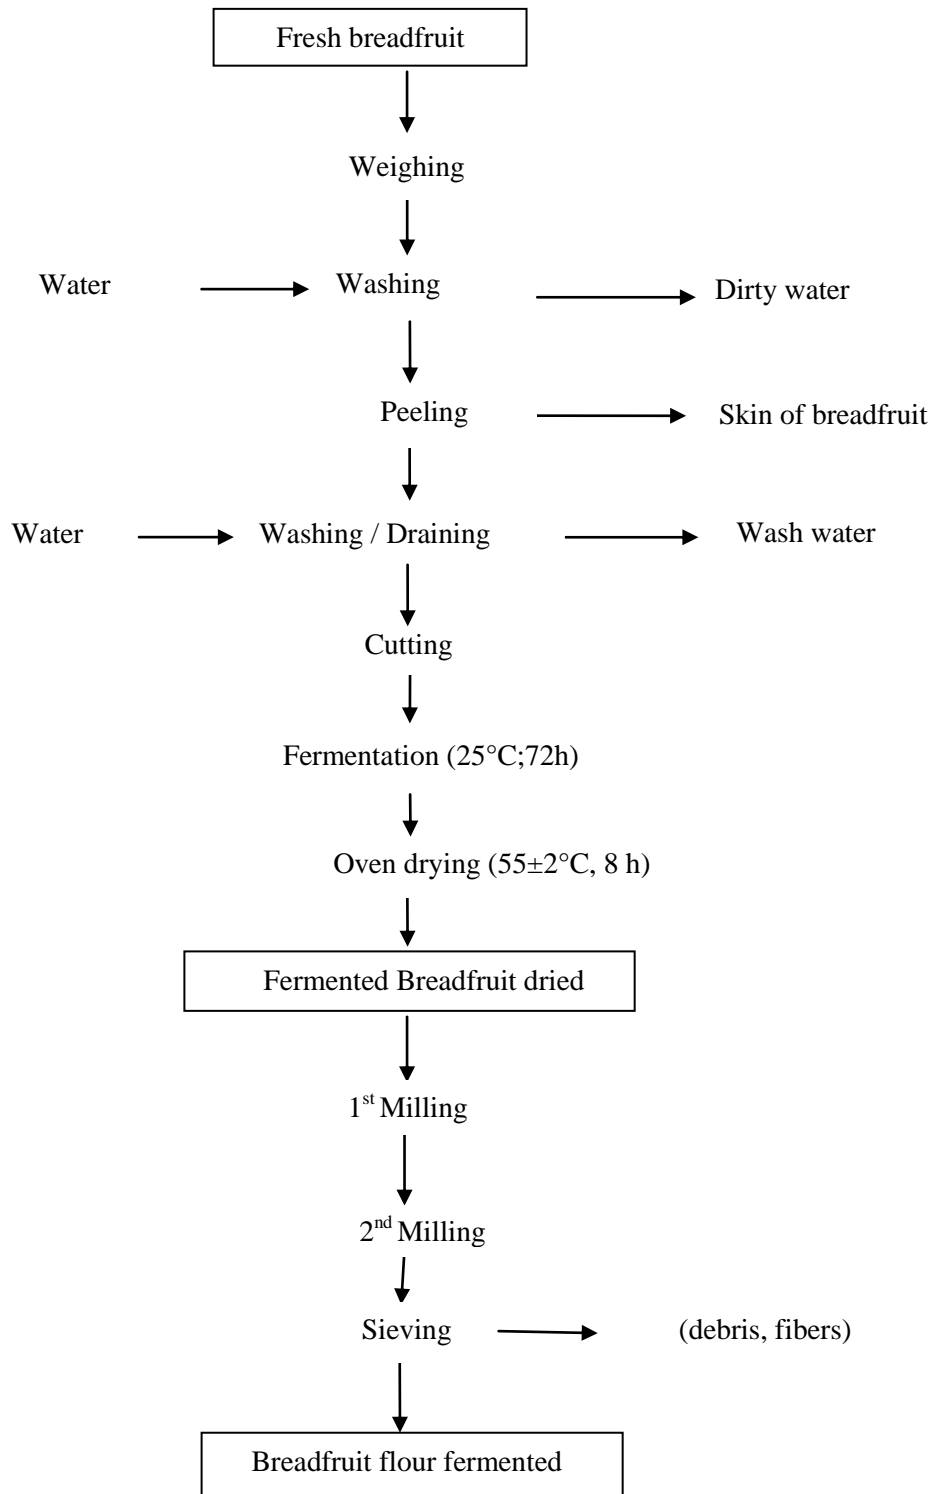 Fresh breadfruit
Weighing
Water
Washing
Dirty water
Peeling
Skin of breadfruit
Water
Washing / Draining
Wash water
Cutting
Fermentation (25°C;72h)
Oven drying (55±2°C, 8 h)
Fermented Breadfruit dried
1st Milling
2nd Milling
Sieving
(debris, fibers)
Breadfruit flour fermented